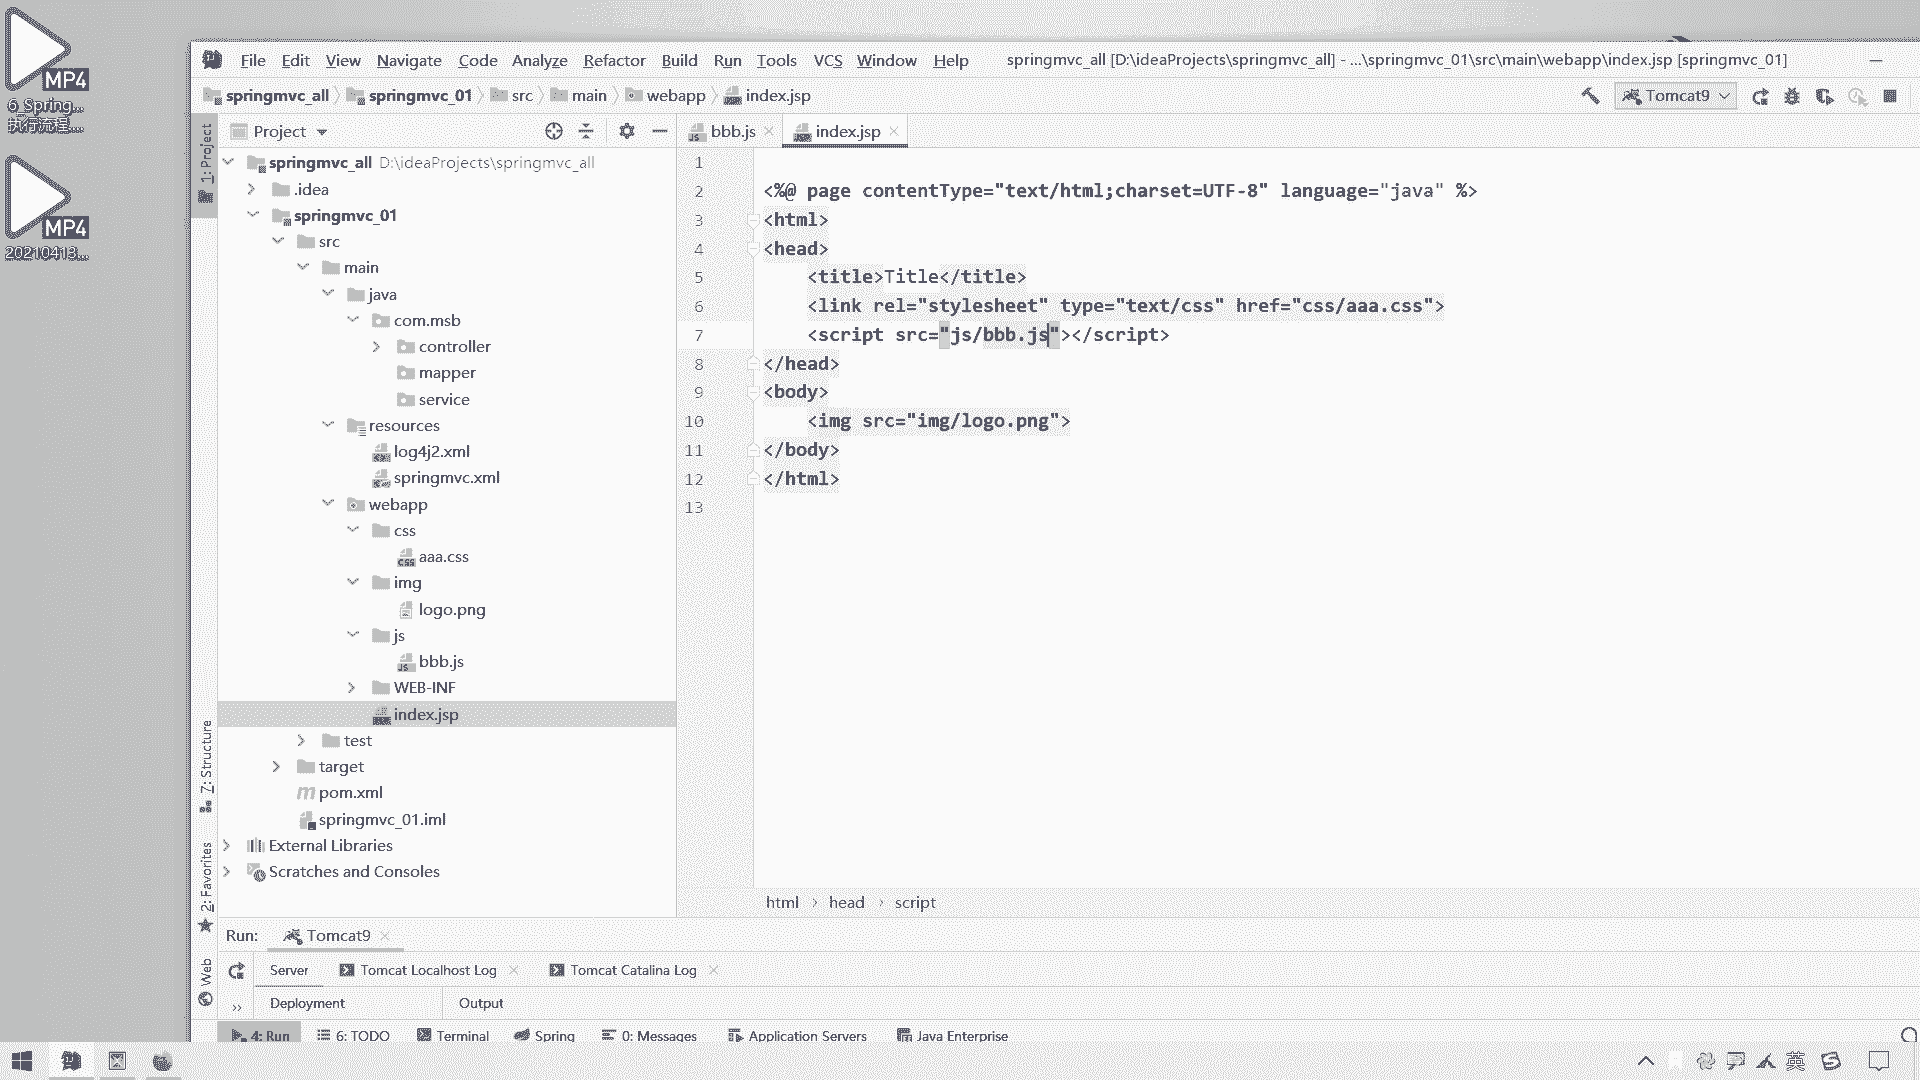 MP4
6_Spring...
执行流程....
MP4
20210413...
File Edit View Navigate Code Analyze Refactor Build Run Tools VCS Window Help springmvc_all [D:\ideaProjects\springmvc_all] - ...\springmvc_01\src\main\webapp\index.jsp [springmvc_01]
springmvc_all springmvc_01 src main webapp index.jsp Tomcat9
1: Project
Project
bbb.js index.jsp
springmvc_all D:\ideaProjects\springmvc_all
.idea
springmvc_01
src
main
java
com.msb
controller
mapper
service
resources
log4j2.xml
springmvc.xml
webapp
css
aaa.css
img
logo.png
js
bbb.js
WEB-INF
index.jsp
test
target
pom.xml
springmvc_01.iml
External Libraries
Scratches and Consoles
1
2 <%@ page contentType="text/html;charset=UTF-8" language="java" %>
3 <html>
4 <head>
5 <title>Title</title>
6 <link rel="stylesheet" type="text/css" href="css/aaa.css">
7 <script src="js/bbb.js"></script>
8 </head>
9 <body>
10 <img src="img/logo.png">
11 </body>
12 </html>
13
html › head › script
Z: Structure
2: Favorites
Web
Run: Tomcat9
Server Tomcat Localhost Log Tomcat Catalina Log
Deployment Output
4: Run 6: TODO Terminal Spring 0: Messages Application Servers Java Enterprise
英